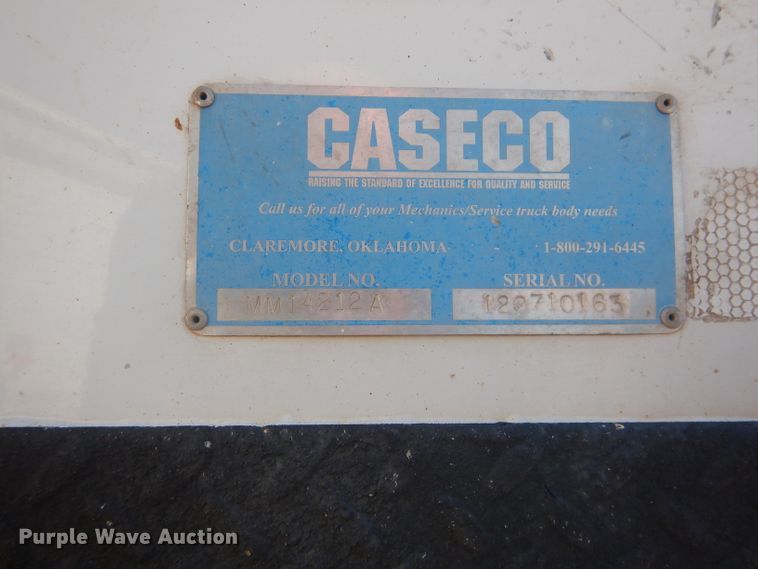 CASECO
RAISING THE STANDARD OF EXCELLENCE FOR QUALITY AND SERVICE
Call us for all of your Mechanics/Service truck body needs
CLAREMORE, OKLAHOMA - 1-800-291-6445
MODEL NO. SERIAL NO.
MM14212A 120710163
Purple Wave Auction